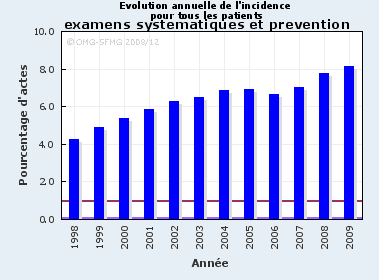 Evolution annuelle de l'incidence
pour tous les patients
examens systematiques et prevention
10.0
©OMG-SFMG 2009/12
8.0
6.0
4.0
2.0
0.0
Pourcentage d'actes
1998 1999 2000 2001 2002 2003 2004 2005 2006 2007 2008 2009
Année